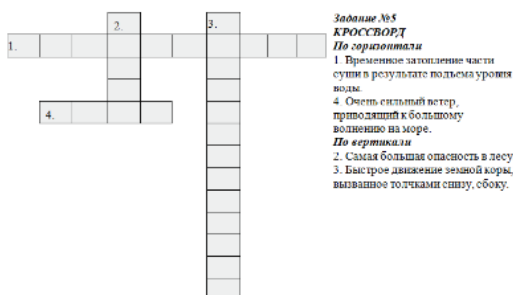 2.
3.
1.
4.
Задание №5
КРОССВОРД
По горизонтали
1. Временное затопление части
суши в результате подъема уровня
воды.
4. Очень сильный ветер,
приводящий к большому
волнению на море.
По вертикали
2. Самая большая опасность в лесу
3. Быстрое движение земной коры,
вызванное толчками снизу, сбоку.